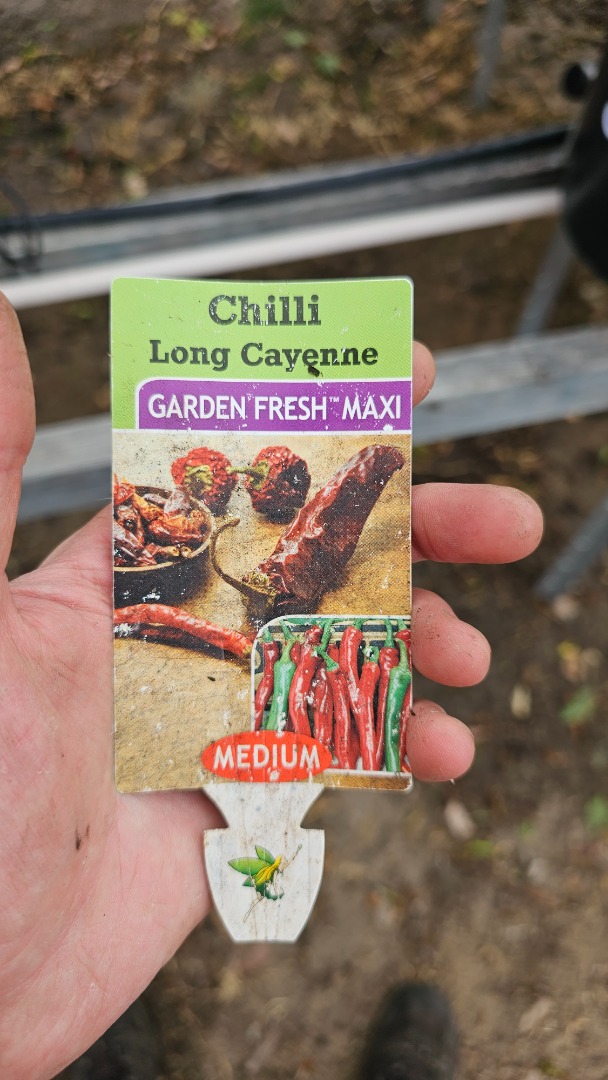 Chilli
Long Cayenne
GARDEN FRESH™ MAXI
MEDIUM